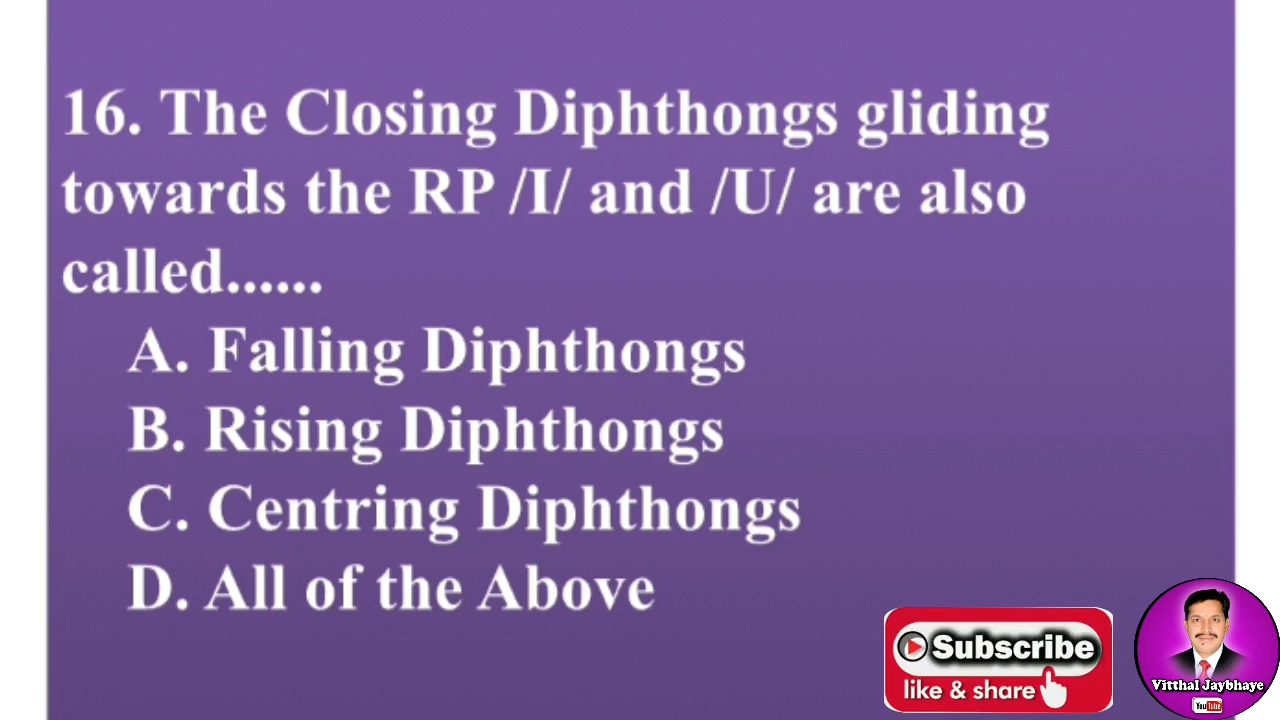 16. The Closing Diphthongs gliding
towards the RP /I/ and /U/ are also
called......
A. Falling Diphthongs
B. Rising Diphthongs
C. Centring Diphthongs
D. All of the Above
Subscribe
like & share
Vitthal Jaybhaye
YouTube